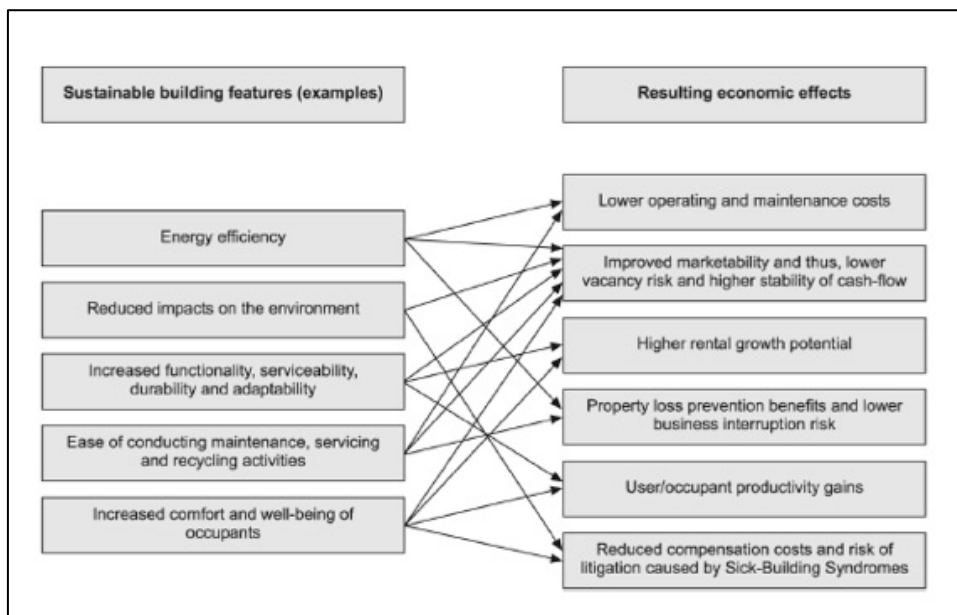 Sustainable building features (examples)
Energy efficiency
Reduced impacts on the environment
Increased functionality, serviceability,
durability and adaptability
Ease of conducting maintenance, servicing
and recycling activities
Increased comfort and well-being of
occupants
Resulting economic effects
Lower operating and maintenance costs
Improved marketability and thus, lower
vacancy risk and higher stability of cash-flow
Higher rental growth potential
Property loss prevention benefits and lower
business interruption risk
User/occupant productivity gains
Reduced compensation costs and risk of
litigation caused by Sick-Building Syndromes